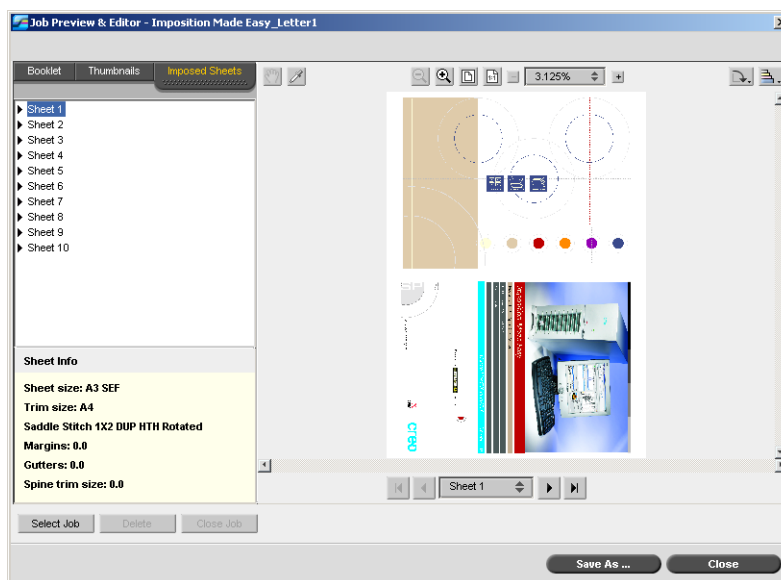 Job Preview & Editor - Imposition Made Easy_Letter1
Booklet
Thumbnails
Imposed Sheets
3.125%
Sheet 1
Sheet 2
Sheet 3
Sheet 4
Sheet 5
Sheet 6
Sheet 7
Sheet 8
Sheet 9
Sheet 10
Sheet Info
Sheet size: A3 SEF
Trim size: A4
Saddle Stitch 1X2 DUP HTH Rotated
Margins: 0.0
Gutters: 0.0
Spine trim size: 0.0
creo
Sheet 1
Select Job
Delete
Close Job
Save As ...
Close